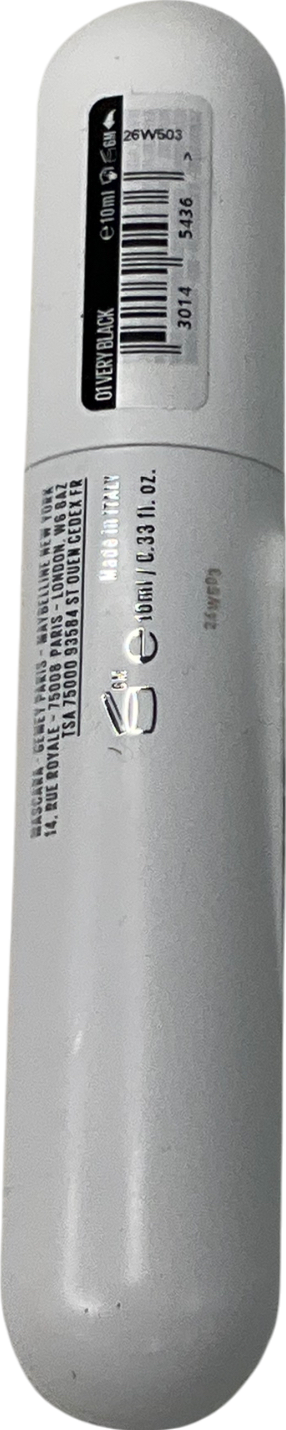 01 VERY BLACK
e 10ml 6M
26W503
3014 5436 >
MASCARA - GEMEY PARIS - MAYBELLINE NEW YORK
14, RUE ROYALE - 75008 PARIS - LONDON, W6 8AZ
TSA 75000 93584 ST OUEN CEDEX FR
Made in ITALY
6M
e 10ml / 0.33 fl. oz.
26W503